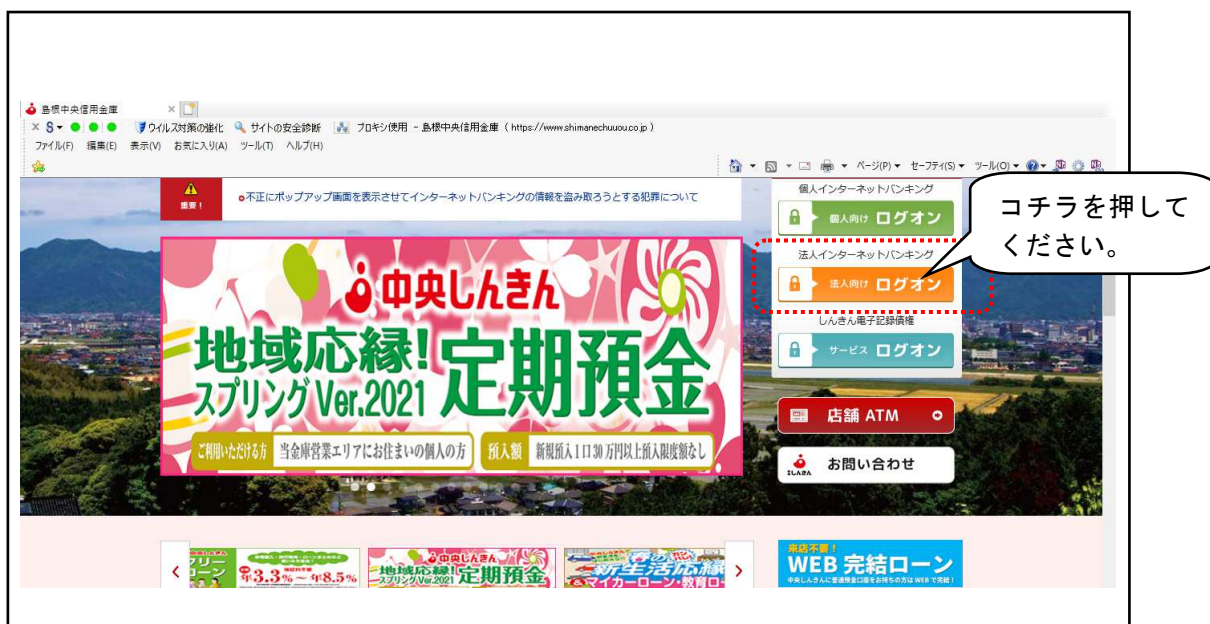 島根中央信用金庫
ウイルス対策の強化 サイトの安全診断 プロキシ使用 - 島根中央信用金庫 ( https://www.shimanechuuou.co.jp )
ファイル(F) 編集(E) 表示(V) お気に入り(A) ツール(T) ヘルプ(H)
ページ(P) セーフティ(S) ツール(O)
重要!
不正にポップアップ画面を表示させてインターネットバンキングの情報を盗み取ろうとする犯罪について
個人インターネットバンキング
個人向け ログオン
法人インターネットバンキング
法人向け ログオン
しんきん電子記録債権
サービス ログオン
コチラを押して
ください。
中央しんきん
地域応縁!定期預金
スプリングVer.2021
ご利用いただける方 当金庫営業エリアにお住まいの個人の方 預入額 新規預入1口30万円以上預入限度額なし
店舗 ATM
お問い合わせ
年3.3%~年8.5%
中央しんきん
地域応縁!定期預金
スプリングVer.2021
春の
新生活応縁
マイカーローン・教育ロ
来店不要!
WEB 完結ローン
中央しんきんに普通預金口座をお持ちの方は WEB で完結!